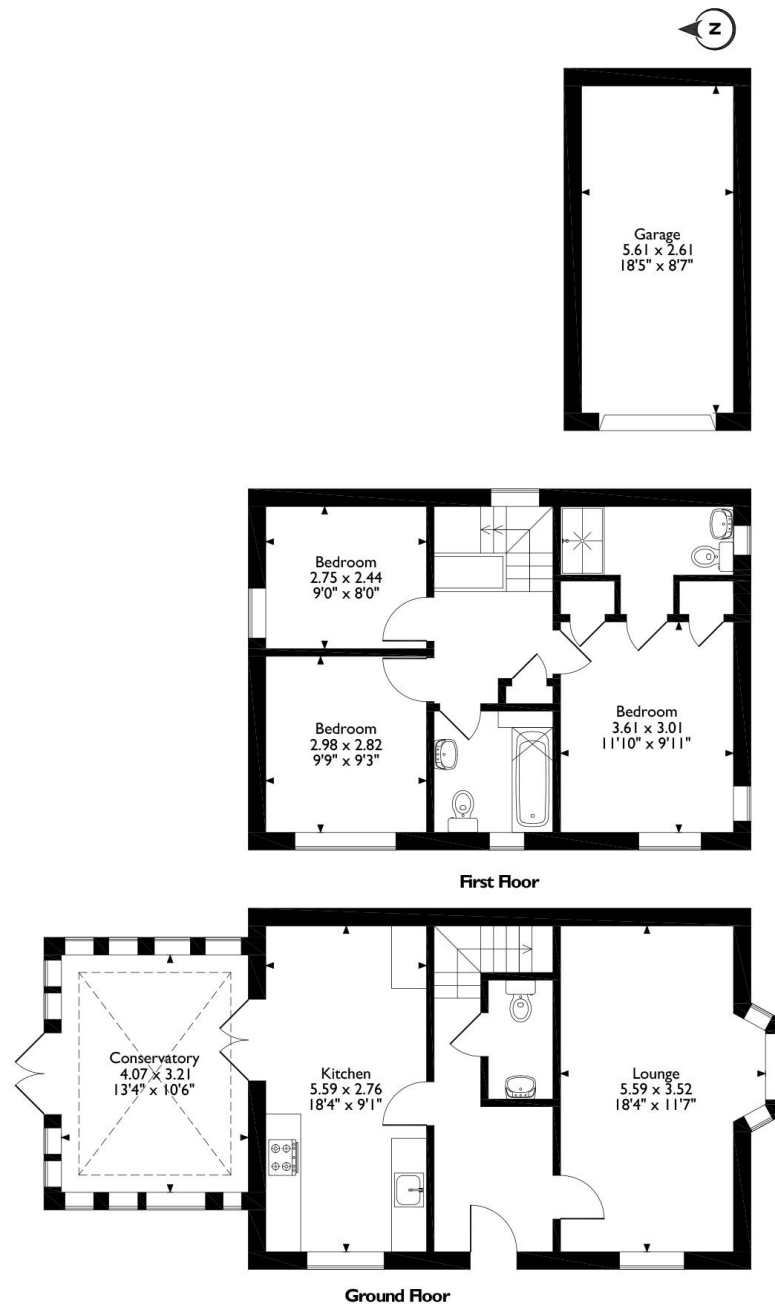 N
Garage
5.61 x 2.61
18'5" x 8'7"
Bedroom
2.75 x 2.44
9'0" x 8'0"
Bedroom
2.98 x 2.82
9'9" x 9'3"
Bedroom
3.61 x 3.01
11'10" x 9'11"
First Floor
Conservatory
4.07 x 3.21
13'4" x 10'6"
Kitchen
5.59 x 2.76
18'4" x 9'1"
Lounge
5.59 x 3.52
18'4" x 11'7"
Ground Floor